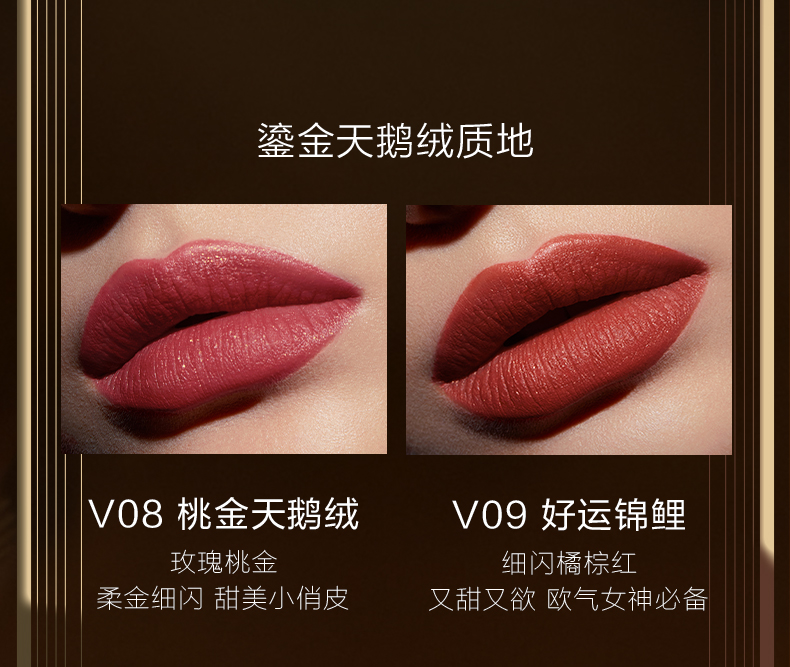 鎏金天鹅绒质地
V08 桃金天鹅绒
玫瑰桃金
柔金细闪 甜美小俏皮
V09 好运锦鲤
细闪橘棕红
又甜又欲 欧气女神必备